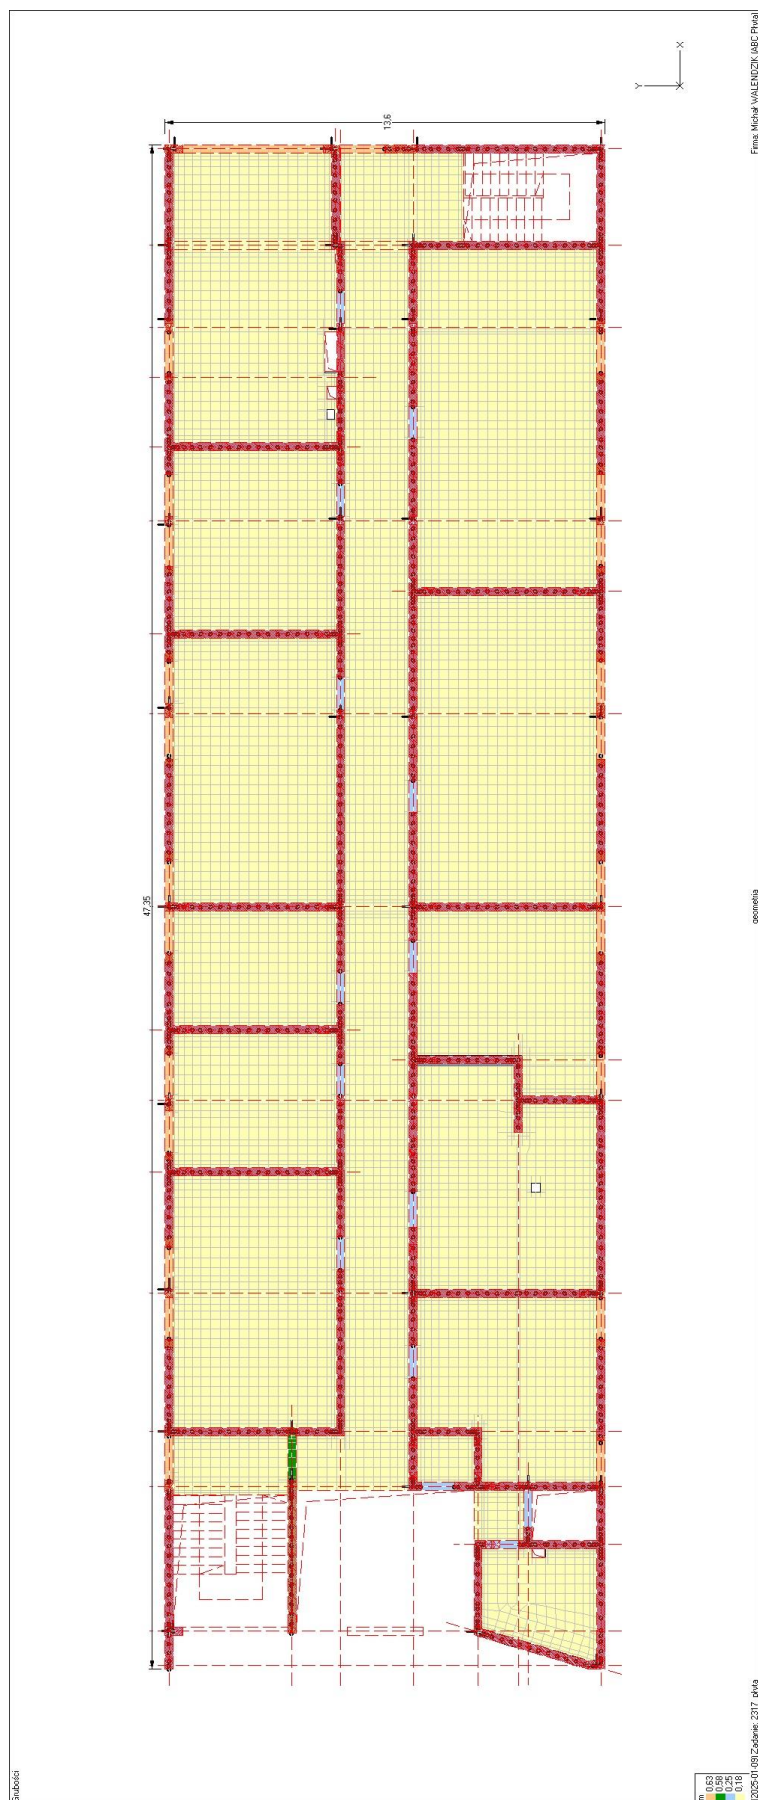 X
Y
13,6
47,35
Firma: Michał WALENDZIK (ABC Płyta)
geometria
[2025-01-09] Zadanie: 2317_płyta
Grubości
m
0,63
0,58
0,25
0,18